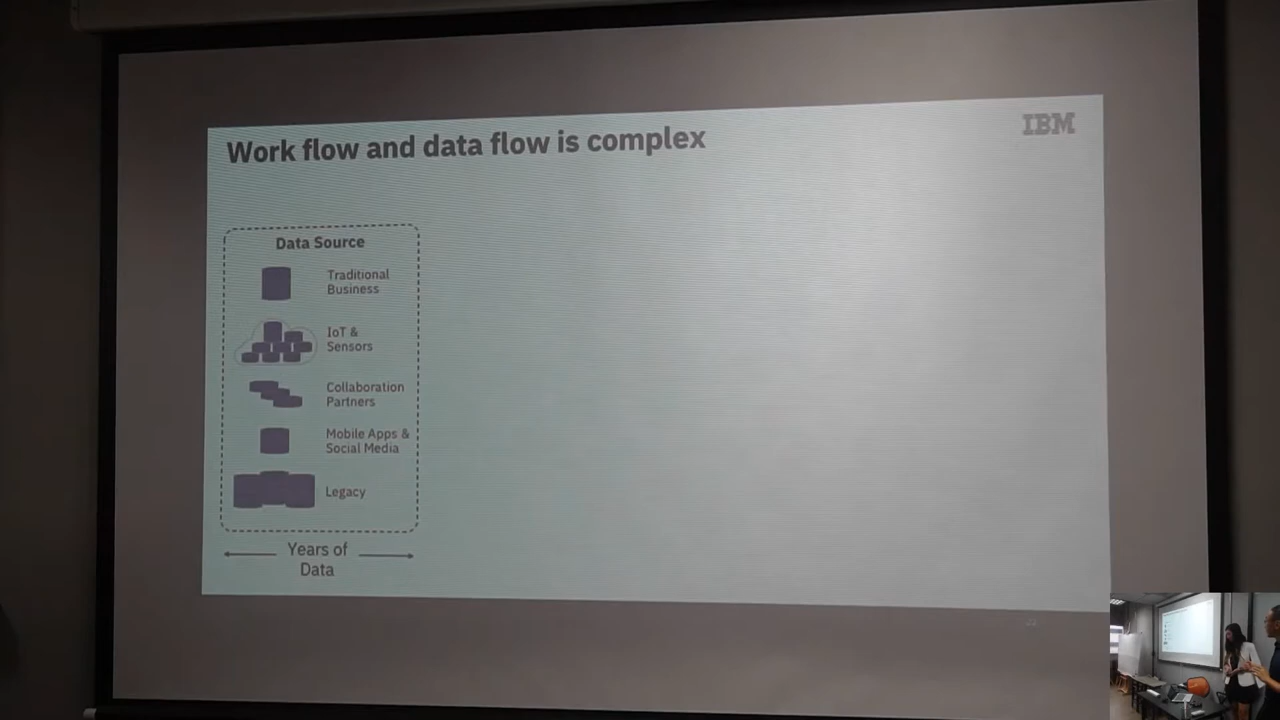 Work flow and data flow is complex
IBM
Data Source
Traditional
Business
IoT &
Sensors
Collaboration
Partners
Mobile Apps &
Social Media
Legacy
Years of
Data